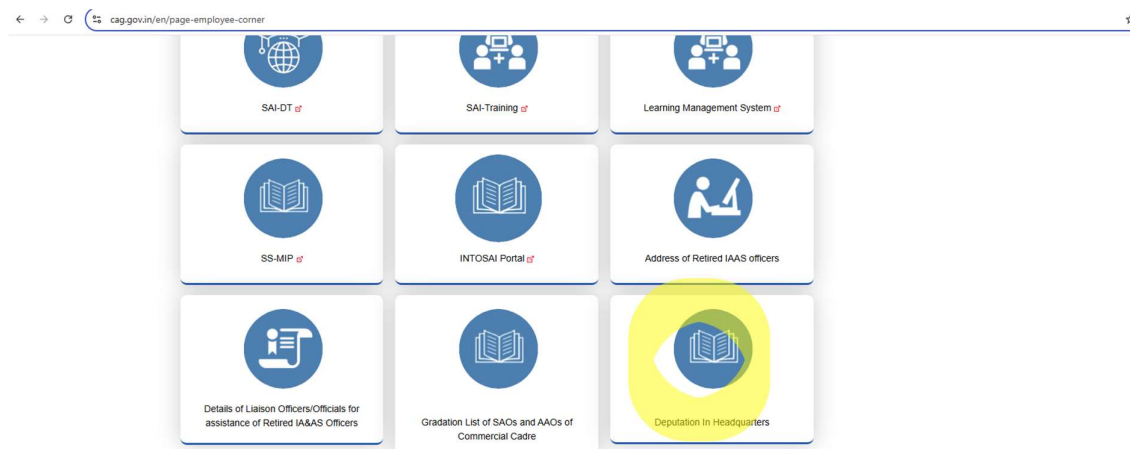 cag.gov.in/en/page-employee-corner
SAI-DT
SAI-Training
Learning Management System
SS-MIP
INTOSAI Portal
Address of Retired IAAS officers
Details of Liaison Officers/Officials for
assistance of Retired IA&AS Officers
Gradation List of SAOs and AAOs of
Commercial Cadre
Deputation In Headquarters